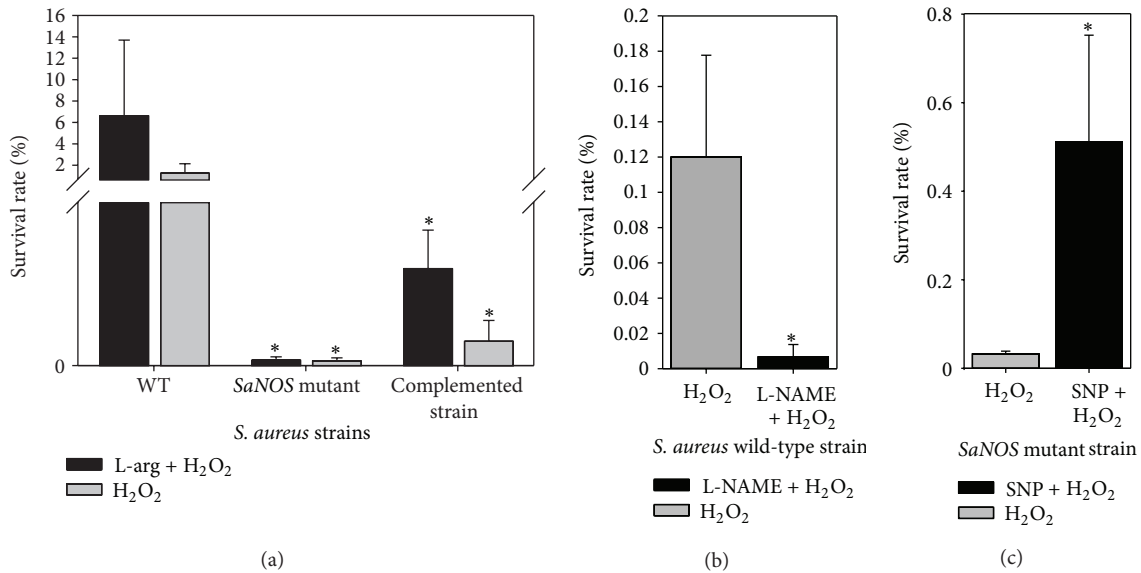 Survival rate (%)
16
14
12
10
8
6
4
2
0
WT
SaNOS mutant
Complemented
strain
* * * *
S. aureus strains
L-arg + H₂O₂
H₂O₂
(a)
Survival rate (%)
0.2
0.18
0.16
0.14
0.12
0.1
0.08
0.06
0.04
0.02
0
*
H₂O₂
L-NAME
+ H₂O₂
S. aureus wild-type strain
L-NAME + H₂O₂
H₂O₂
(b)
Survival rate (%)
0.8
0.6
0.4
0.2
0
*
H₂O₂
SNP +
H₂O₂
SaNOS mutant strain
SNP + H₂O₂
H₂O₂
(c)